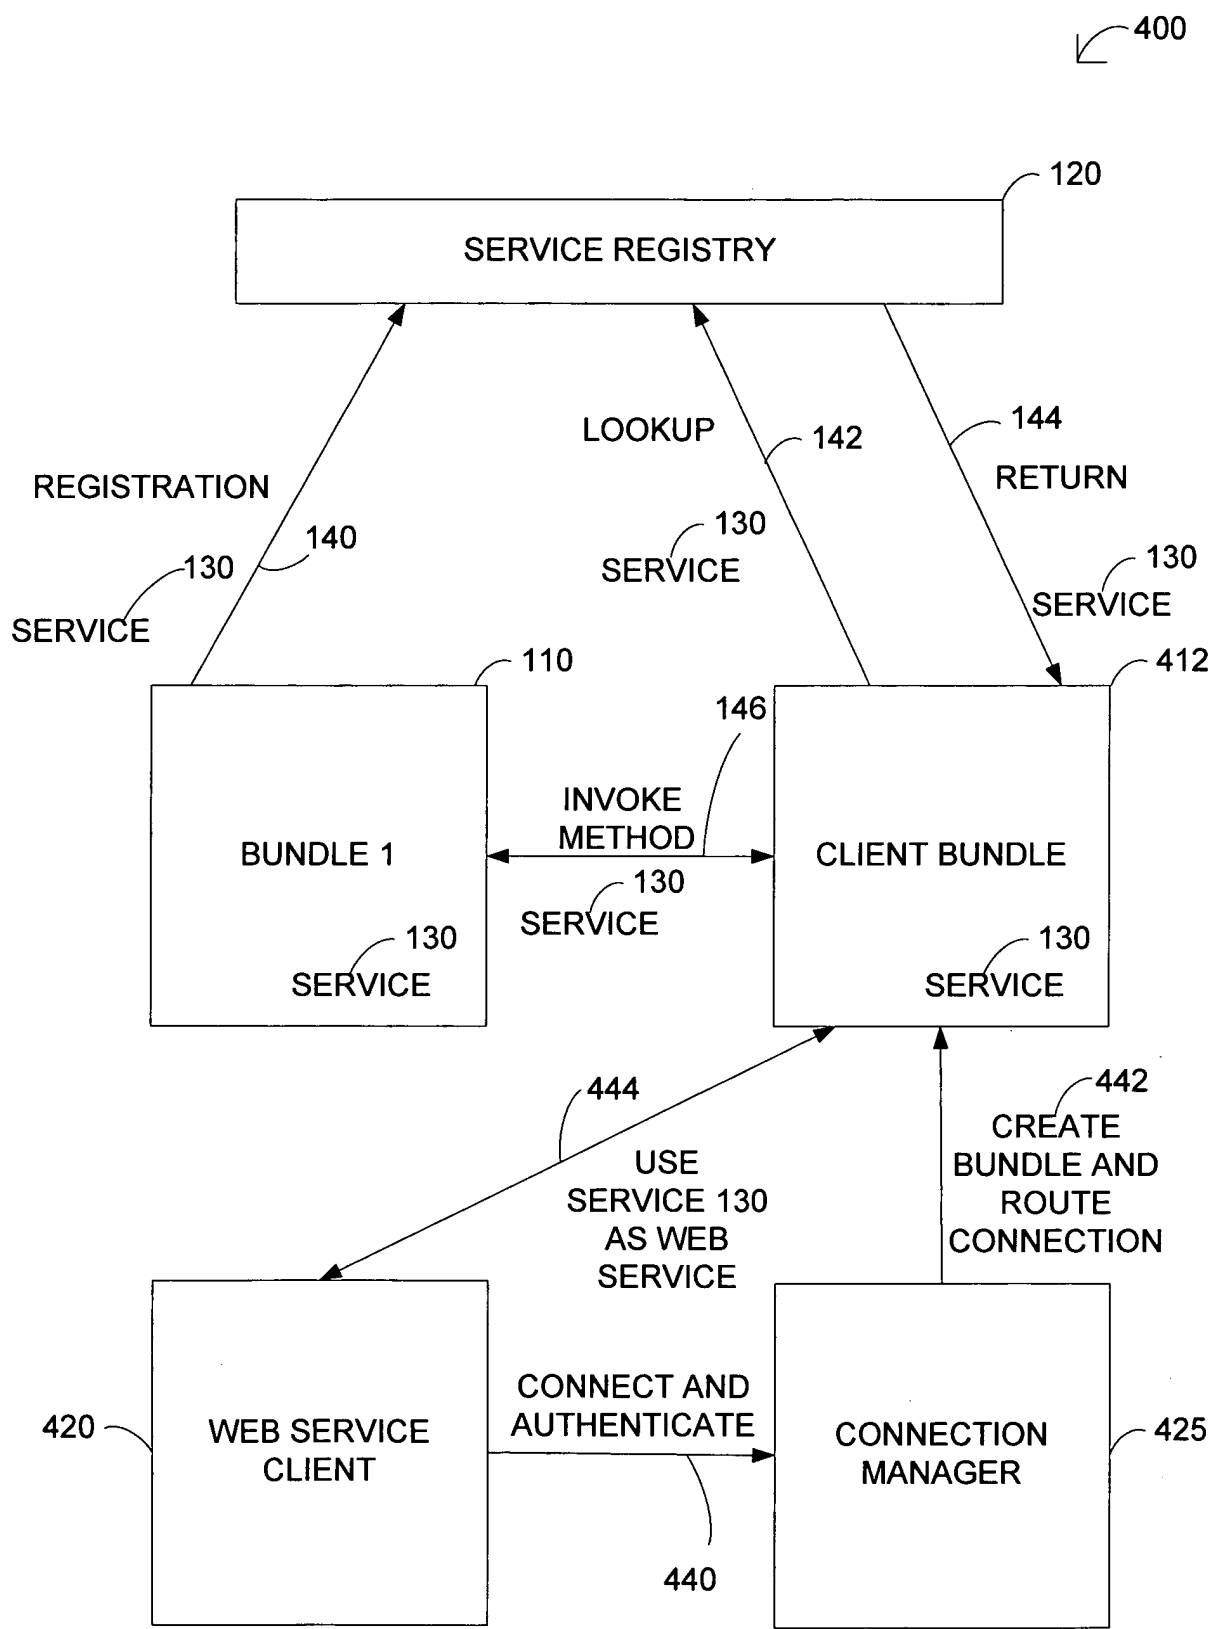 400
120
SERVICE REGISTRY
LOOKUP
142
144
RETURN
REGISTRATION
140
130
SERVICE
130
SERVICE
130
SERVICE
110
412
146
INVOKE
METHOD
BUNDLE 1
CLIENT BUNDLE
130
SERVICE
130
SERVICE
130
SERVICE
444
442
CREATE
BUNDLE AND
ROUTE
CONNECTION
USE
SERVICE 130
AS WEB
SERVICE
CONNECT AND
AUTHENTICATE
420
WEB SERVICE
CLIENT
CONNECTION
MANAGER
425
440